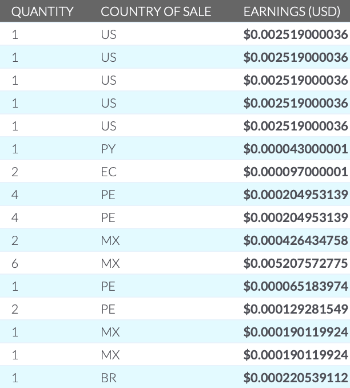 QUANTITY COUNTRY OF SALE EARNINGS (USD)
1 US $0.002519000036
1 US $0.002519000036
1 US $0.002519000036
1 US $0.002519000036
1 US $0.002519000036
1 PY $0.000043000001
2 EC $0.000097000001
4 PE $0.000204953139
4 PE $0.000204953139
2 MX $0.000426434758
6 MX $0.005207572775
1 PE $0.000065183974
2 PE $0.000129281549
1 MX $0.000190119924
1 MX $0.000190119924
1 BR $0.000220539112